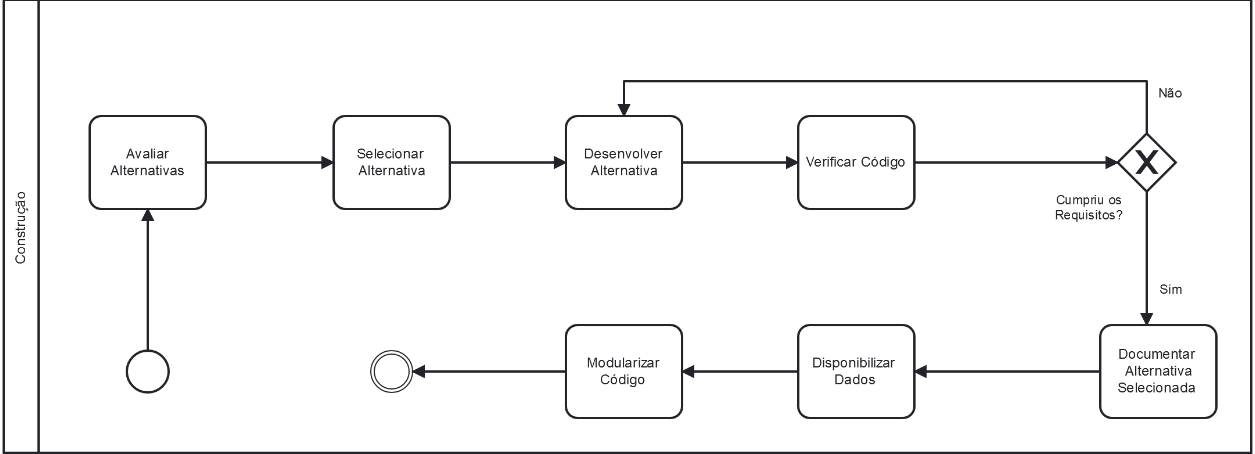 Construção
Avaliar
Alternativas
Selecionar
Alternativa
Desenvolver
Alternativa
Verificar Código
Não
X
Cumpriu os
Requisitos?
Sim
Documentar
Alternativa
Selecionada
Disponibilizar
Dados
Modularizar
Código